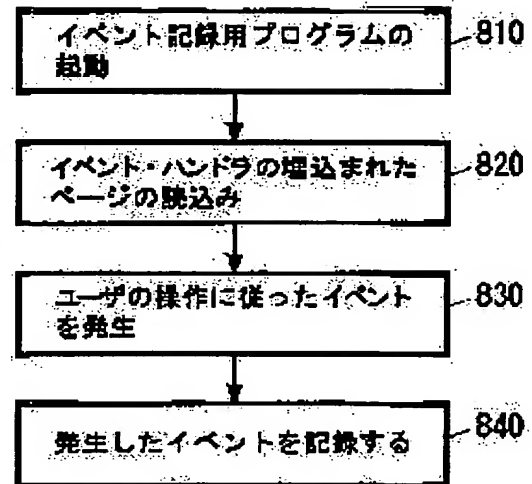 イベント記録用プログラムの
起動
810
イベント・ハンドラの埋込まれた
ページの読込み
820
ユーザの操作に従ったイベント
を発生
830
発生したイベントを記録する
840